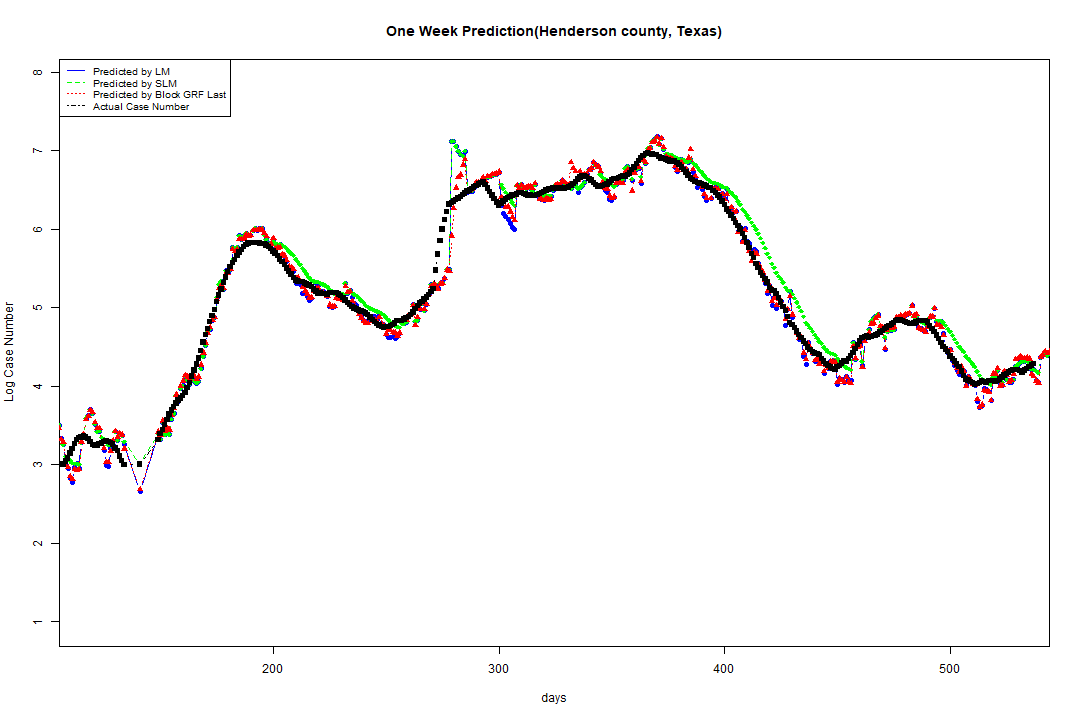 One Week Prediction(Henderson county, Texas)
Predicted by LM
Predicted by SLM
Predicted by Block GRF Last
Actual Case Number
8
7
6
5
4
3
2
1
Log Case Number
200 300 400 500
days